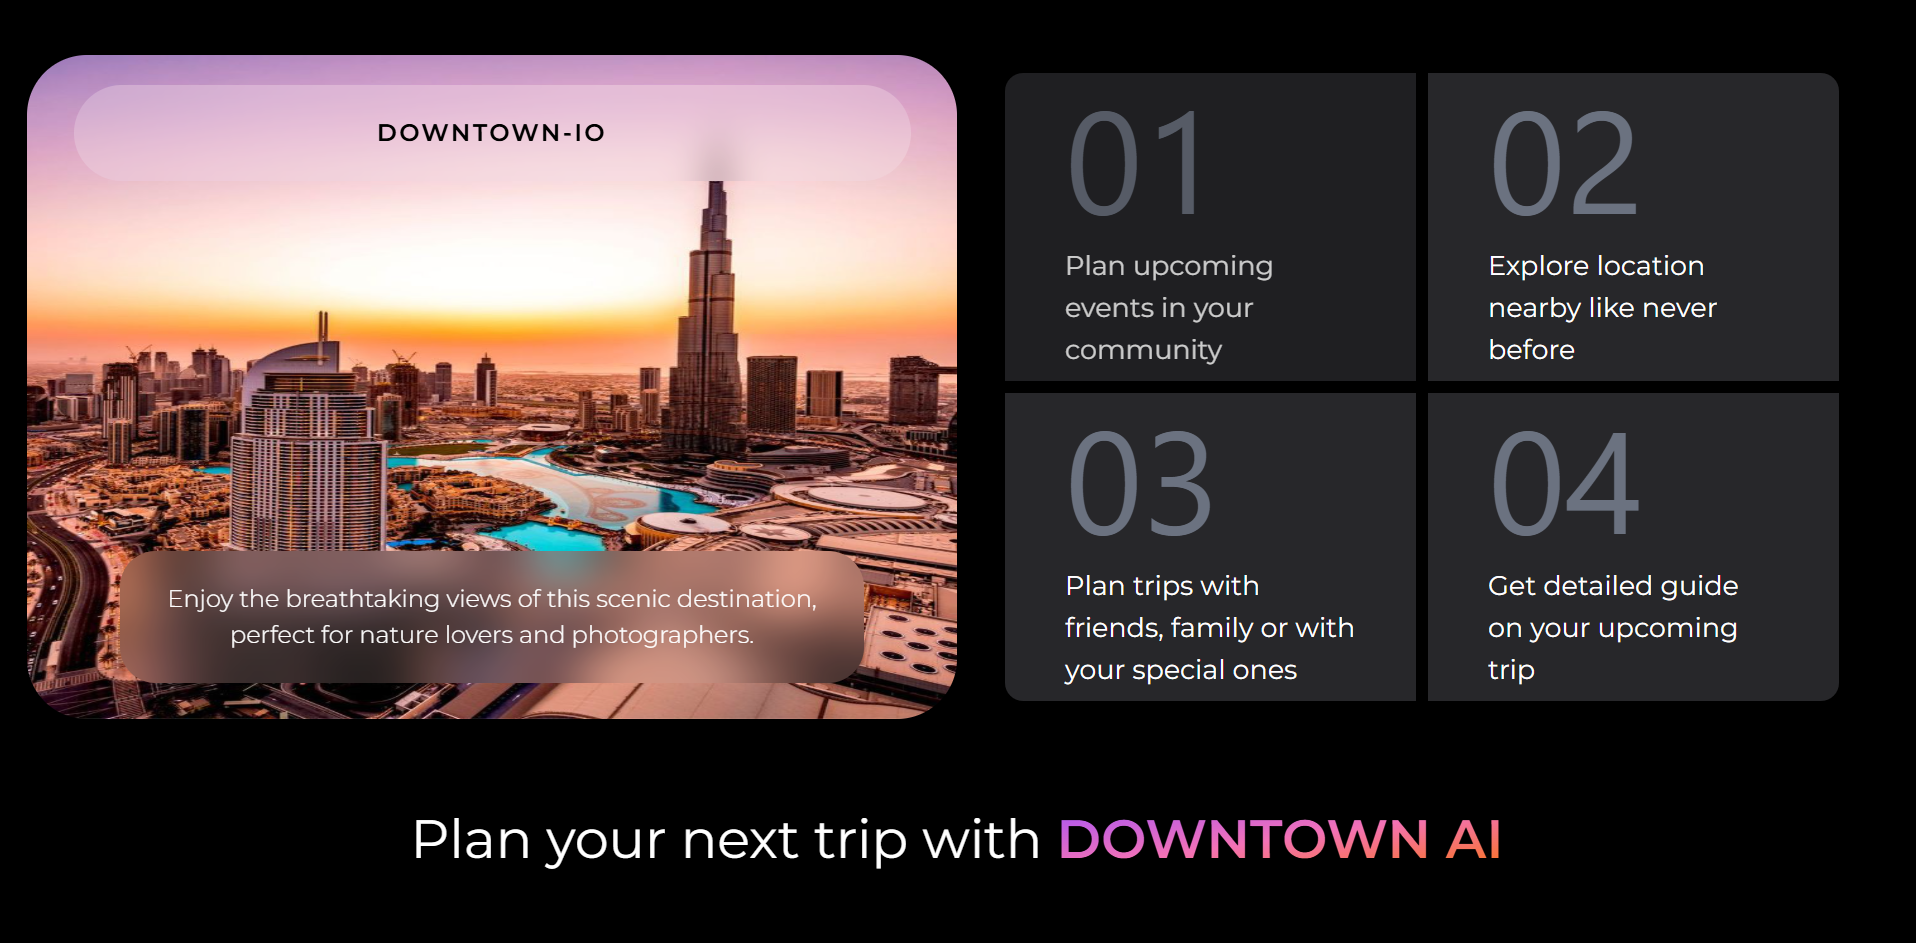 DOWNTOWN-IO
Enjoy the breathtaking views of this scenic destination,
perfect for nature lovers and photographers.
01
Plan upcoming
events in your
community
02
Explore location
nearby like never
before
03
Plan trips with
friends, family or with
your special ones
04
Get detailed guide
on your upcoming
trip
Plan your next trip with DOWNTOWN AI